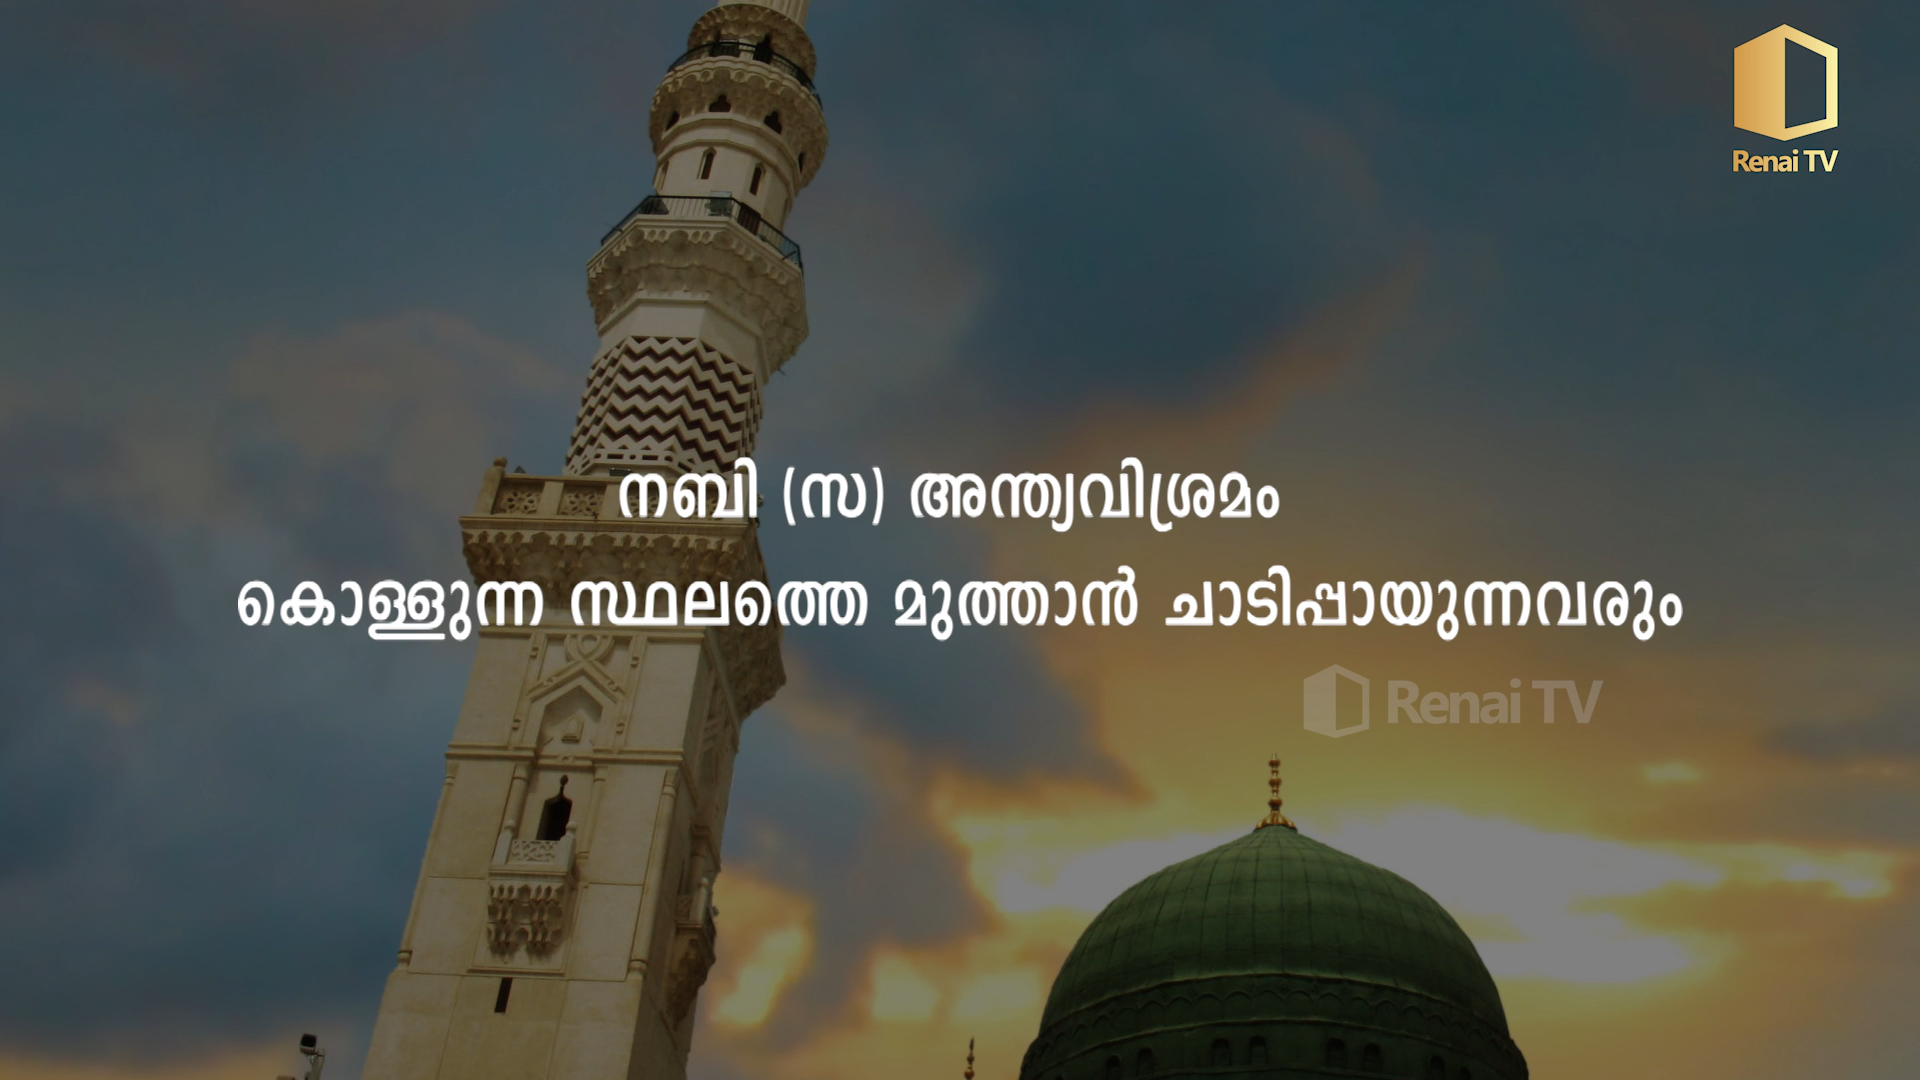 Renai TV
നബി (സ) അന്ത്യവിശ്രമം
കൊള്ളുന്ന സ്ഥലത്തെ മുത്താൻ ചാടിപ്പായുന്നവരും
Renai TV